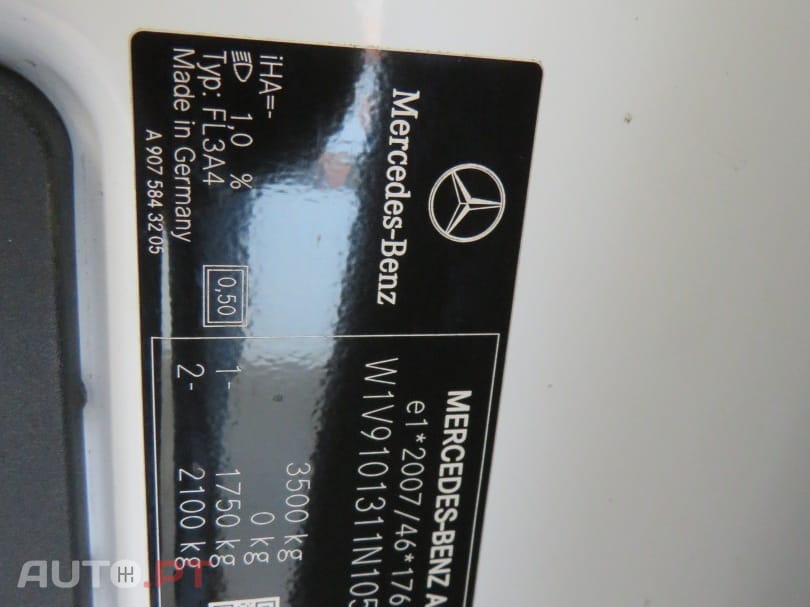 Mercedes-Benz
MERCEDES-BENZ A
e1*2007/46*176
W1V9101311N105
3500 kg
0 kg
1- 1750 kg
2- 2100 kg
0,50
iHA=-
1,0 %
Typ: FL3A4
Made in Germany
A 907 584 32 05
AUTO.PT